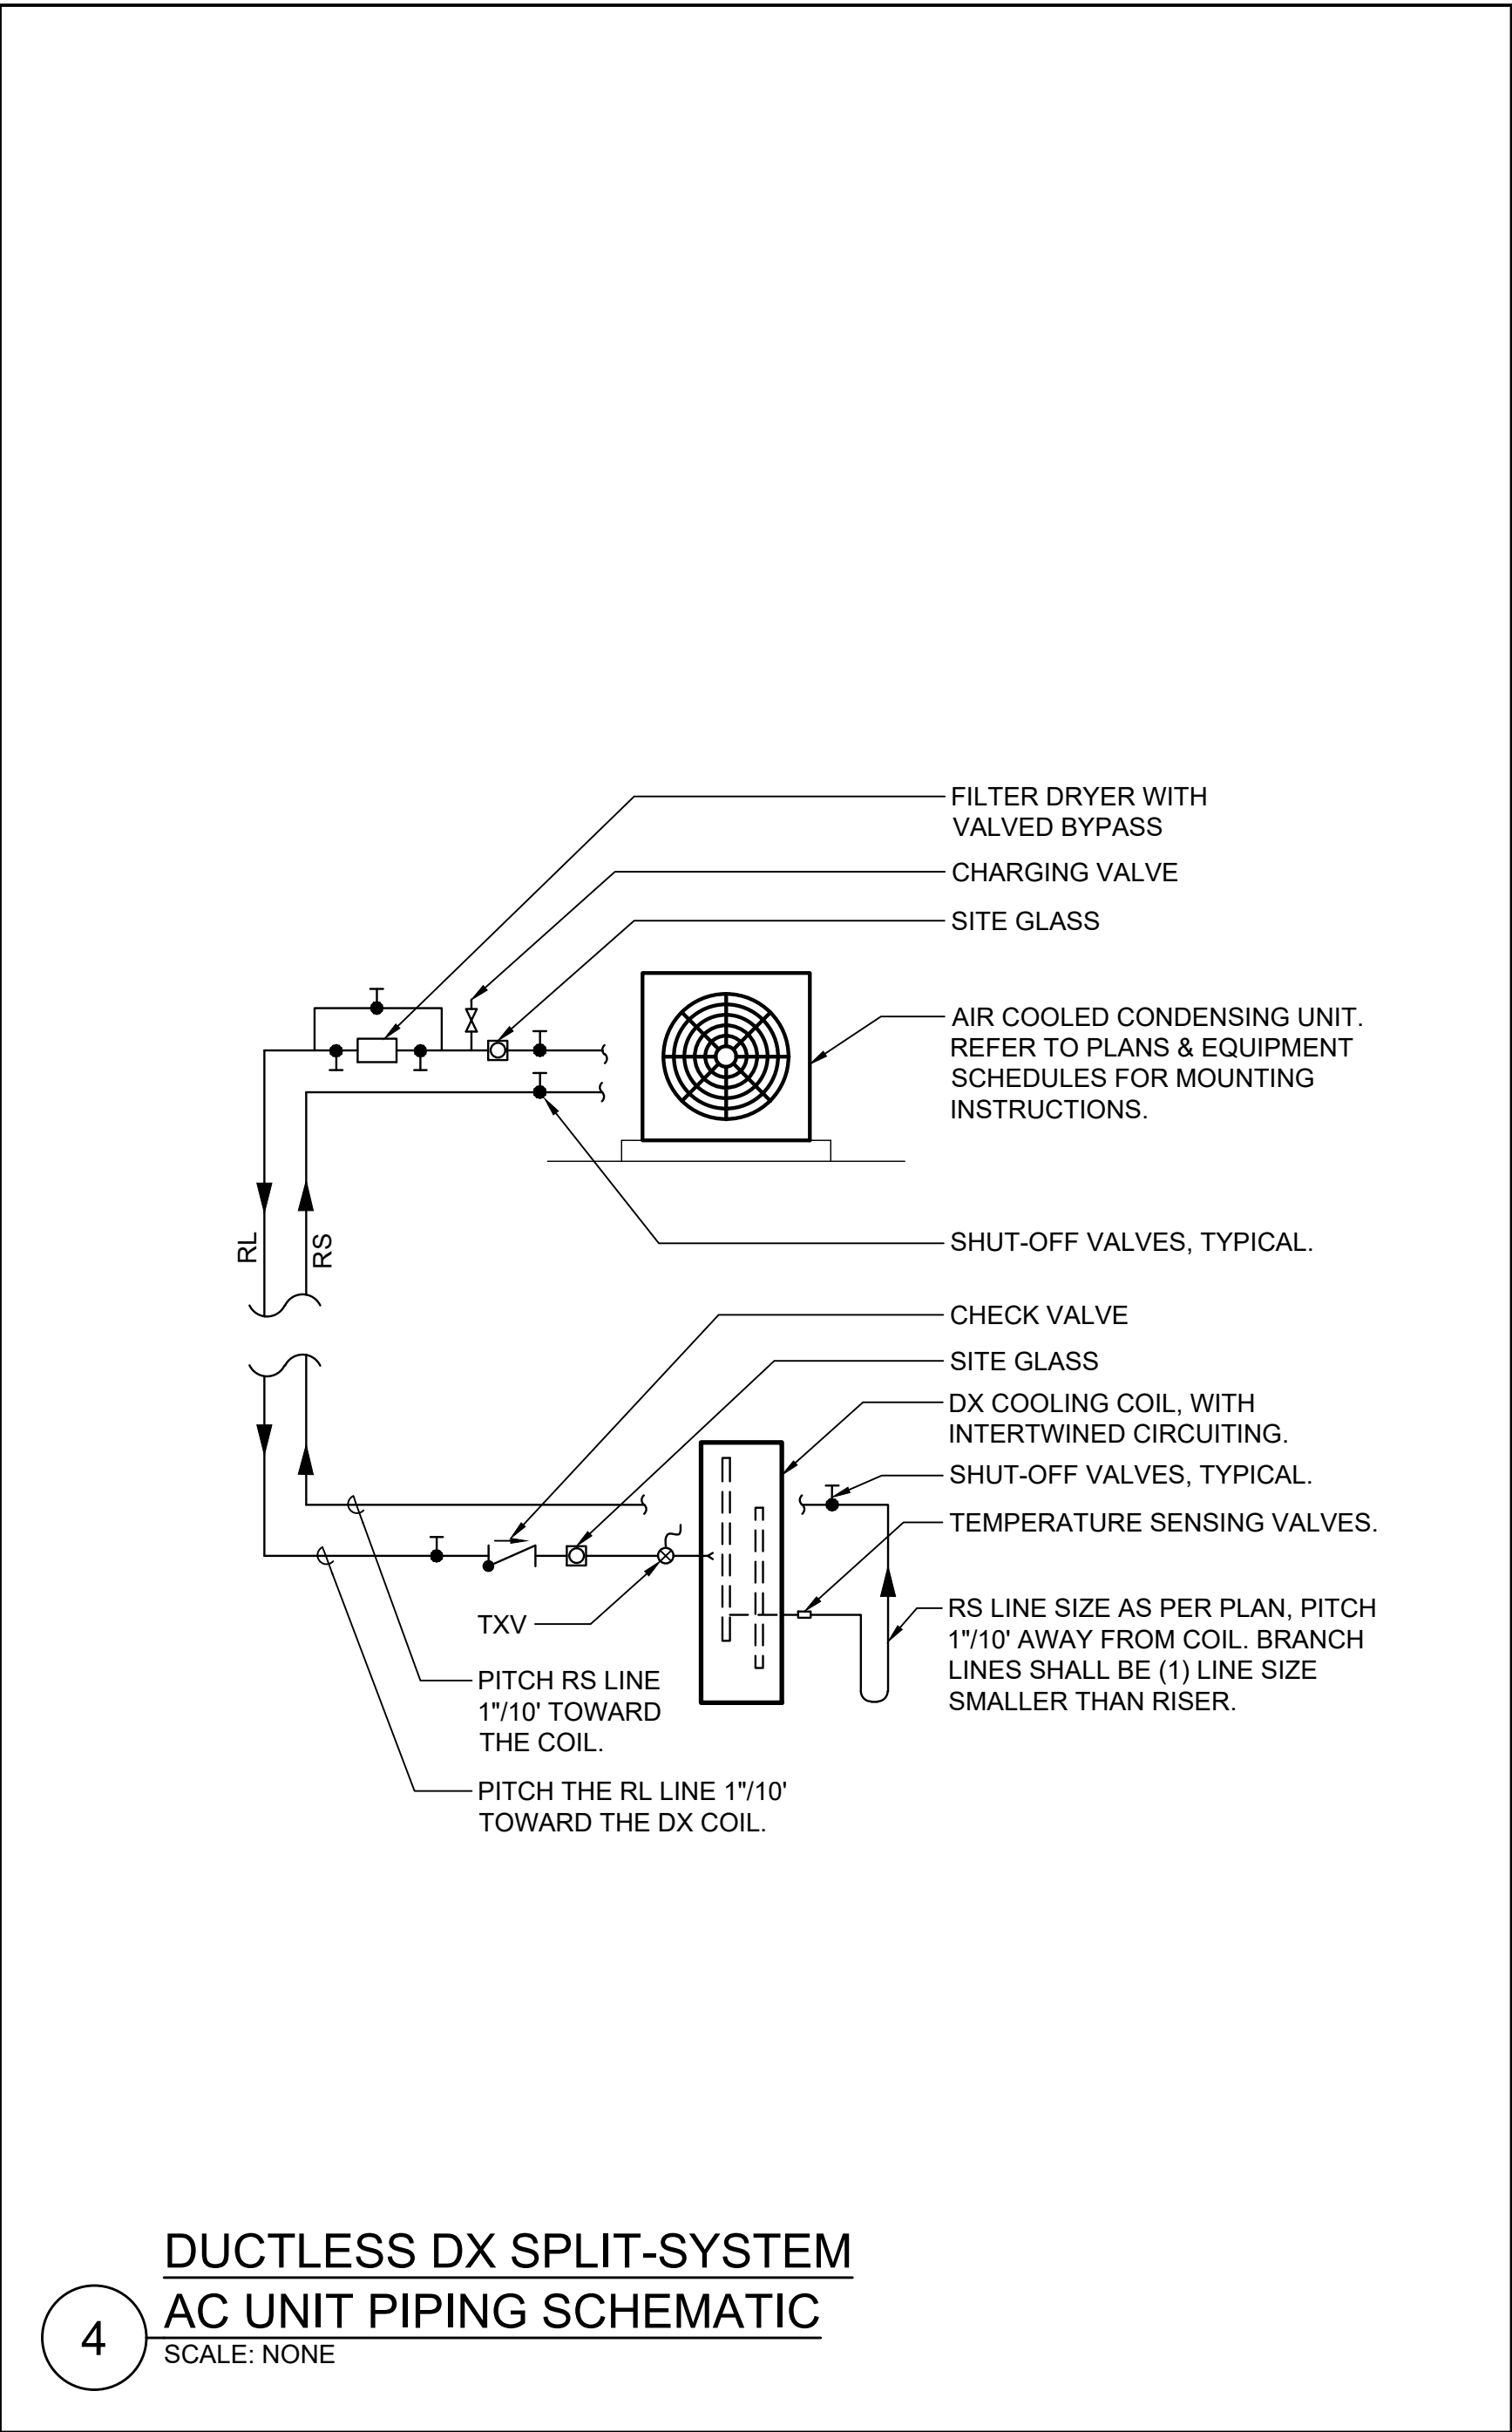 FILTER DRYER WITH
VALVED BYPASS
CHARGING VALVE
SITE GLASS
AIR COOLED CONDENSING UNIT.
REFER TO PLANS & EQUIPMENT
SCHEDULES FOR MOUNTING
INSTRUCTIONS.
RL
RS
SHUT-OFF VALVES, TYPICAL.
CHECK VALVE
SITE GLASS
DX COOLING COIL, WITH
INTERTWINED CIRCUITING.
SHUT-OFF VALVES, TYPICAL.
TEMPERATURE SENSING VALVES.
TXV
RS LINE SIZE AS PER PLAN, PITCH
1"/10' AWAY FROM COIL. BRANCH
LINES SHALL BE (1) LINE SIZE
SMALLER THAN RISER.
PITCH RS LINE
1"/10' TOWARD
THE COIL.
PITCH THE RL LINE 1"/10'
TOWARD THE DX COIL.
DUCTLESS DX SPLIT-SYSTEM
AC UNIT PIPING SCHEMATIC
4
SCALE: NONE